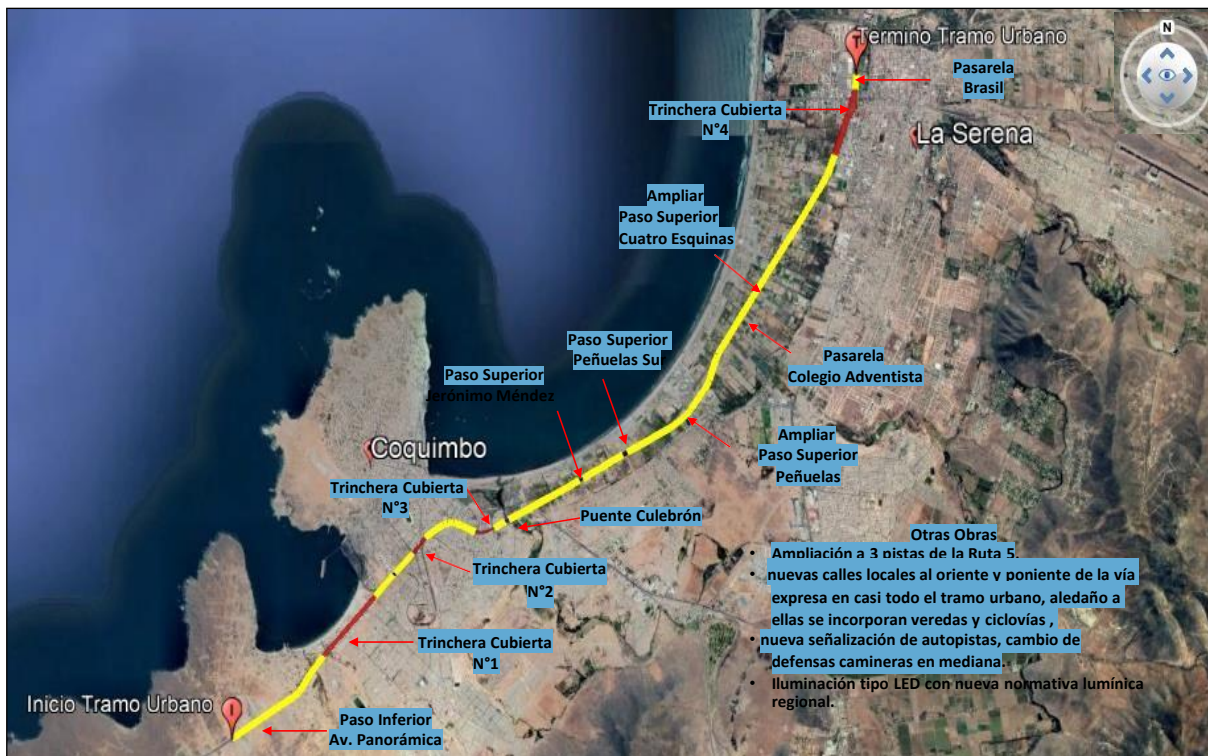 N
Termino Tramo Urbano
Pasarela
Brasil
Trinchera Cubierta
N°4
La Serena
Ampliar
Paso Superior
Cuatro Esquinas
Paso Superior
Peñuelas Su
Pasarela
Colegio Adventista
Paso Superior
Jerónimo Méndez
Ampliar
Paso Superior
Peñuelas
Coquimbo
Trinchera Cubierta
N°3
Puente Culebrón
Trinchera Cubierta
N°2
Trinchera Cubierta
N°1
Inicio Tramo Urbano
Paso Inferior
Av. Panorámica
Otras Obras
• Ampliación a 3 pistas de la Ruta 5.
• nuevas calles locales al oriente y poniente de la vía
expresa en casi todo el tramo urbano, aledaño a
ellas se incorporan veredas y ciclovías ,
• nueva señalización de autopistas, cambio de
defensas camineras en mediana.
• Iluminación tipo LED con nueva normativa lumínica
regional.